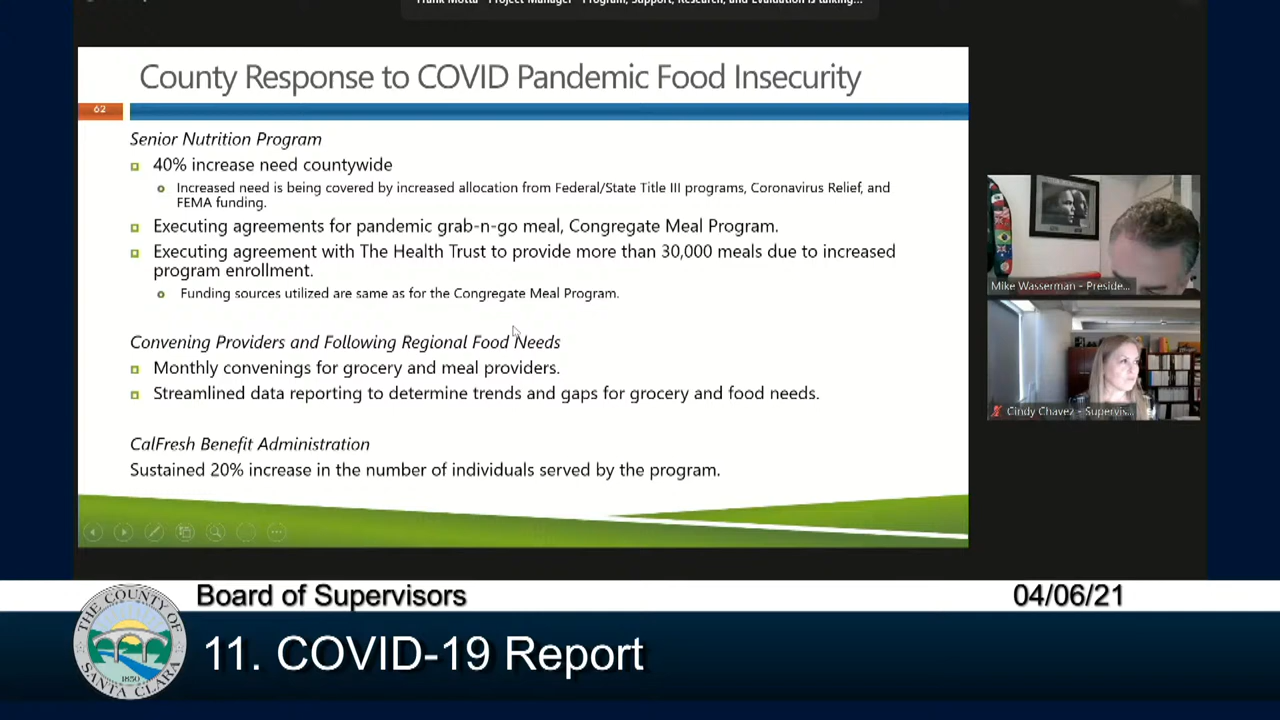 Frank Motta - Project Manager - Program, Support, Research, and Evaluation is talking...
County Response to COVID Pandemic Food Insecurity
62
Senior Nutrition Program
40% increase need countywide
Increased need is being covered by increased allocation from Federal/State Title III programs, Coronavirus Relief, and
FEMA funding.
Executing agreements for pandemic grab-n-go meal, Congregate Meal Program.
Executing agreement with The Health Trust to provide more than 30,000 meals due to increased
program enrollment.
Funding sources utilized are same as for the Congregate Meal Program.
Convening Providers and Following Regional Food Needs
Monthly convenings for grocery and meal providers.
Streamlined data reporting to determine trends and gaps for grocery and food needs.
CalFresh Benefit Administration
Sustained 20% increase in the number of individuals served by the program.
Mike Wasserman - Preside...
Cindy Chavez - Supervis...
Board of Supervisors
04/06/21
11. COVID-19 Report
THE COUNTY OF
SANTA CLARA
1850